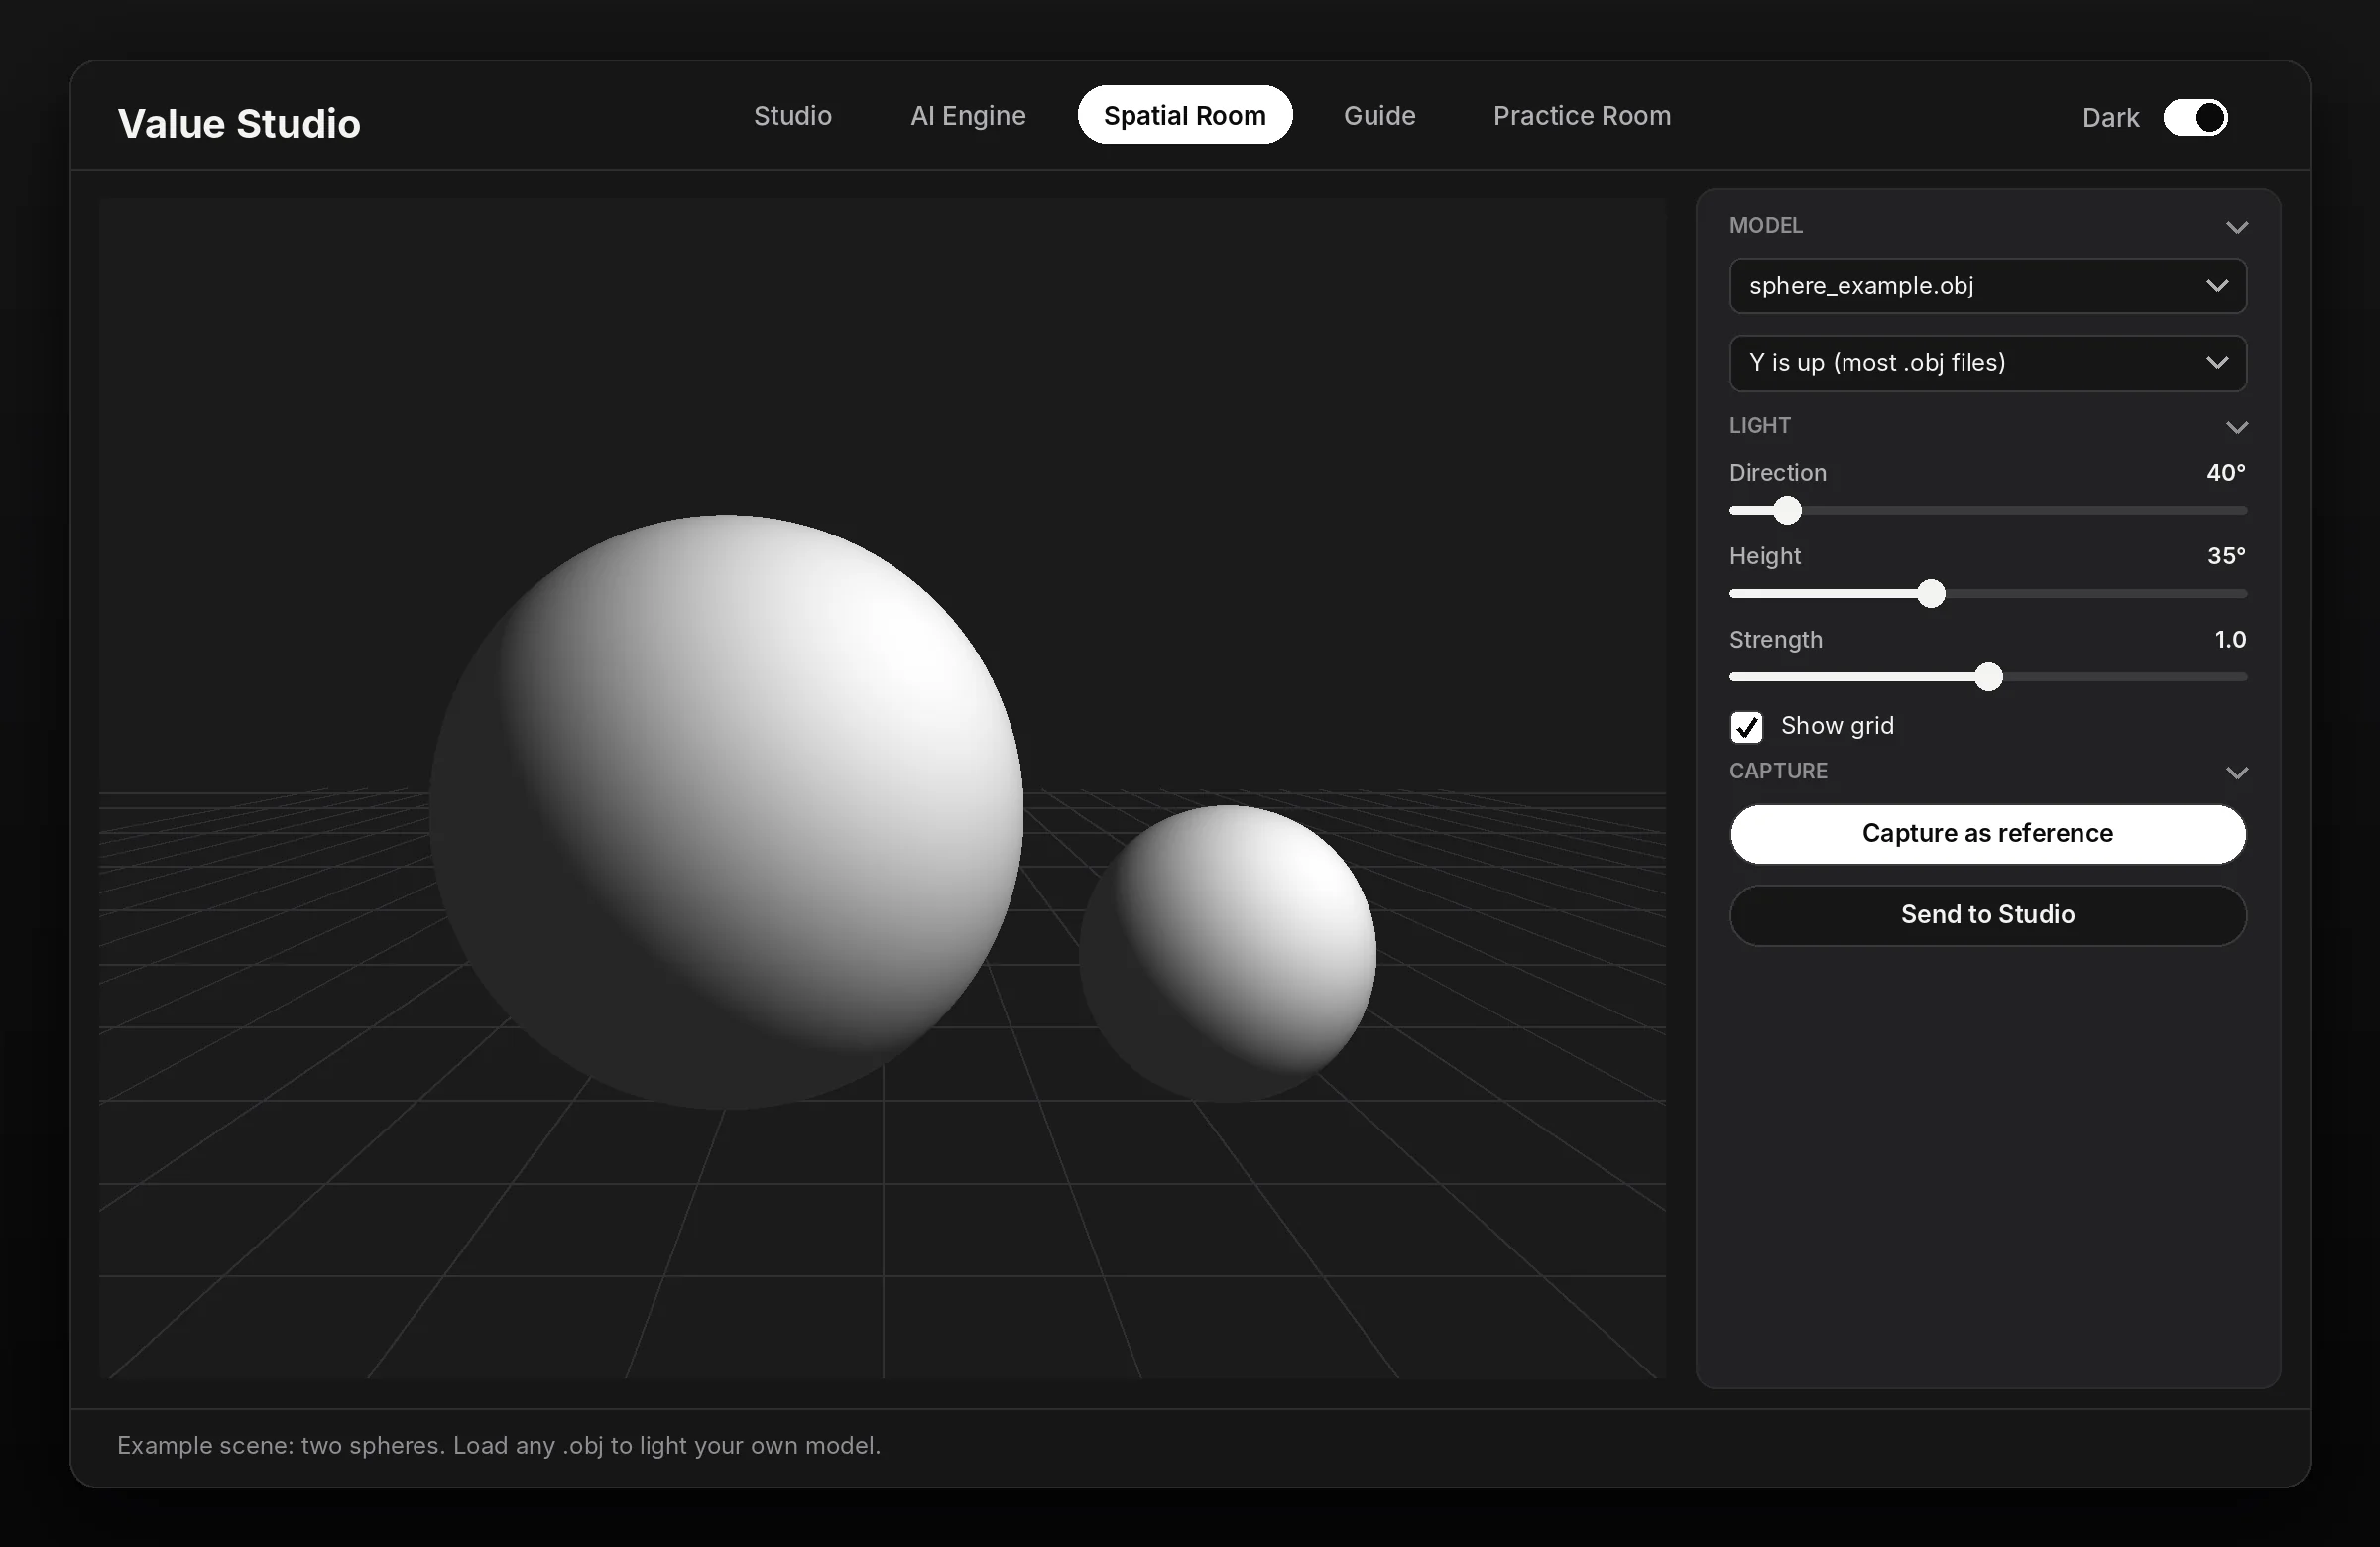 Value Studio
Studio
AI Engine
Spatial Room
Guide
Practice Room
Dark
MODEL
sphere_example.obj
Y is up (most .obj files)
LIGHT
Direction 40°
Height 35°
Strength 1.0
Show grid
CAPTURE
Capture as reference
Send to Studio
Example scene: two spheres. Load any .obj to light your own model.